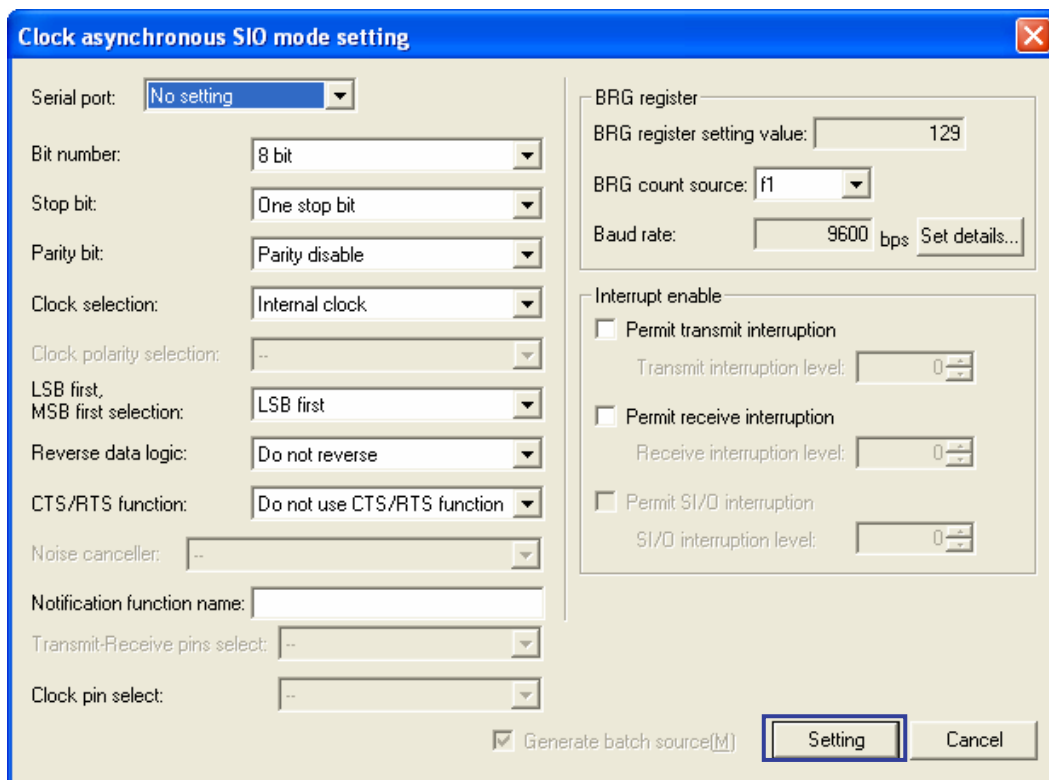 Clock asynchronous SIO mode setting
Serial port: No setting
Bit number: 8 bit
Stop bit: One stop bit
Parity bit: Parity disable
Clock selection: Internal clock
Clock polarity selection: --
LSB first,
MSB first selection: LSB first
Reverse data logic: Do not reverse
CTS/RTS function: Do not use CTS/RTS function
Noise canceller: --
Notification function name:
Transmit-Receive pins select: --
Clock pin select: --
BRG register
BRG register setting value: 129
BRG count source: f1
Baud rate: 9600 bps Set details...
Interrupt enable
Permit transmit interruption
Transmit interruption level: 0
Permit receive interruption
Receive interruption level: 0
Permit SI/O interruption
SI/O interruption level: 0
Generate batch source(M) Setting Cancel